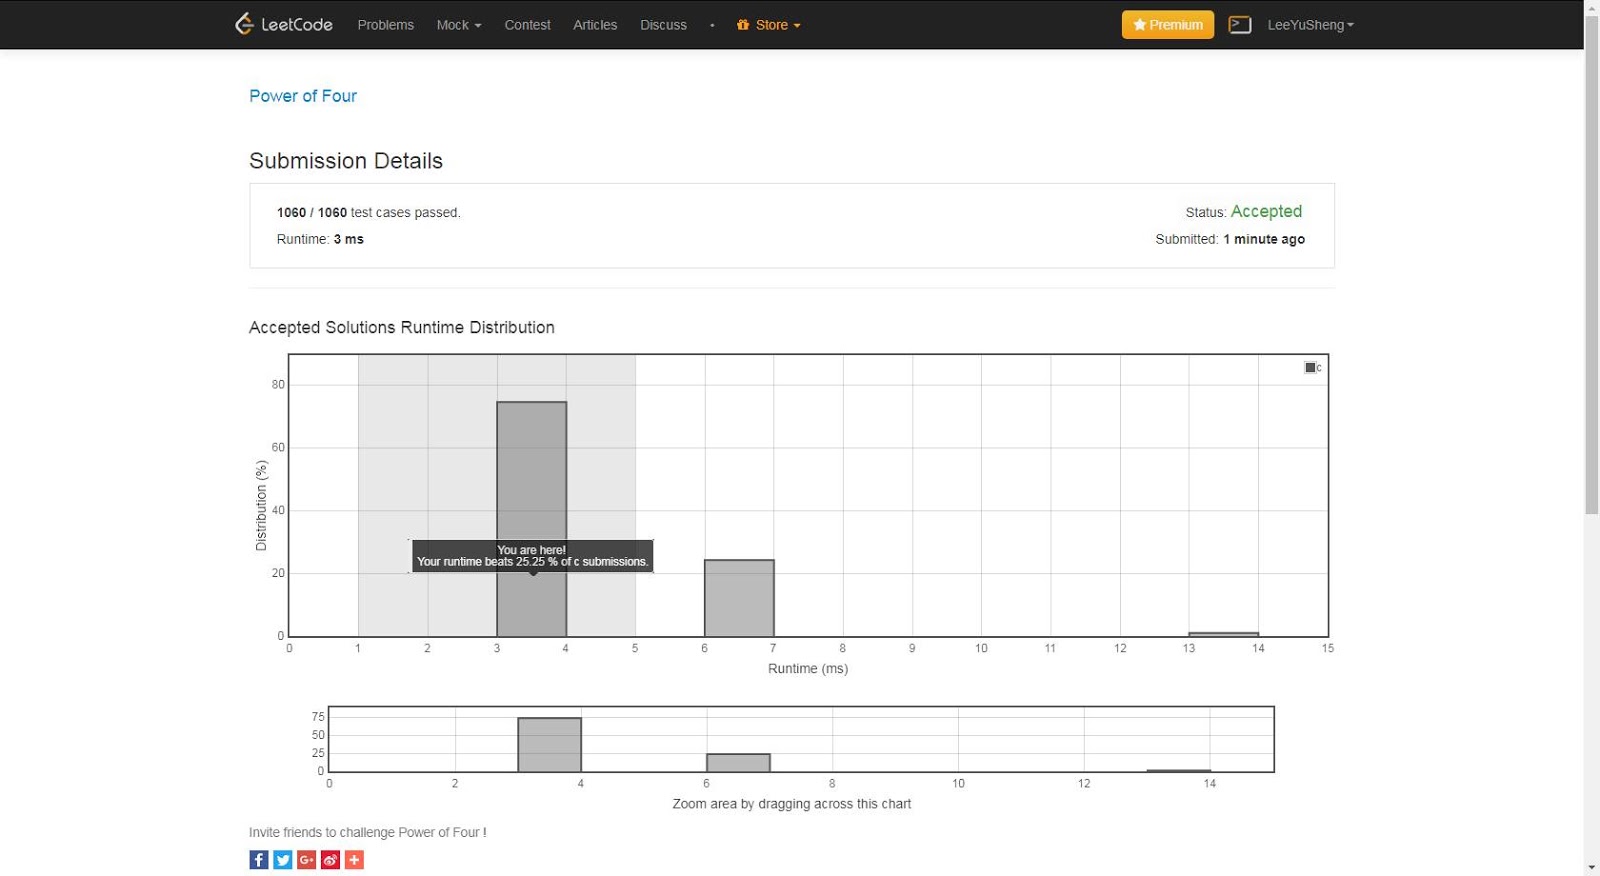 LeetCode Problems Mock Contest Articles Discuss • Store Premium LeeYuSheng
Power of Four
Submission Details
1060 / 1060 test cases passed.
Status: Accepted
Runtime: 3 ms
Submitted: 1 minute ago
Accepted Solutions Runtime Distribution
c
80
60
40
20
0
Distribution (%)
You are here!
Your runtime beats 25.25 % of c submissions.
0 1 2 3 4 5 6 7 8 9 10 11 12 13 14 15
Runtime (ms)
75
50
25
0
0 2 4 6 8 10 12 14
Zoom area by dragging across this chart
Invite friends to challenge Power of Four !